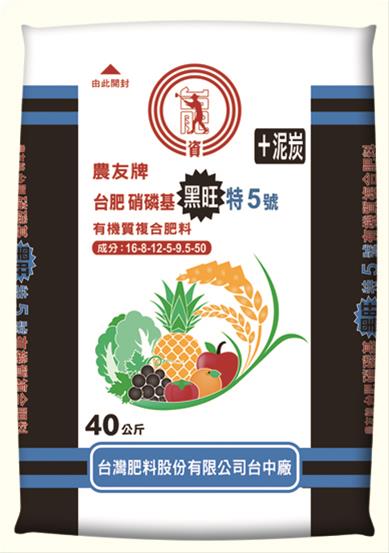 由此開封
資
十泥炭
農友牌
台肥 硝磷基 黑旺 特5號
有機質複合肥料
成分：16-8-12-5-9.5-50
40公斤
台灣肥料股份有限公司台中廠